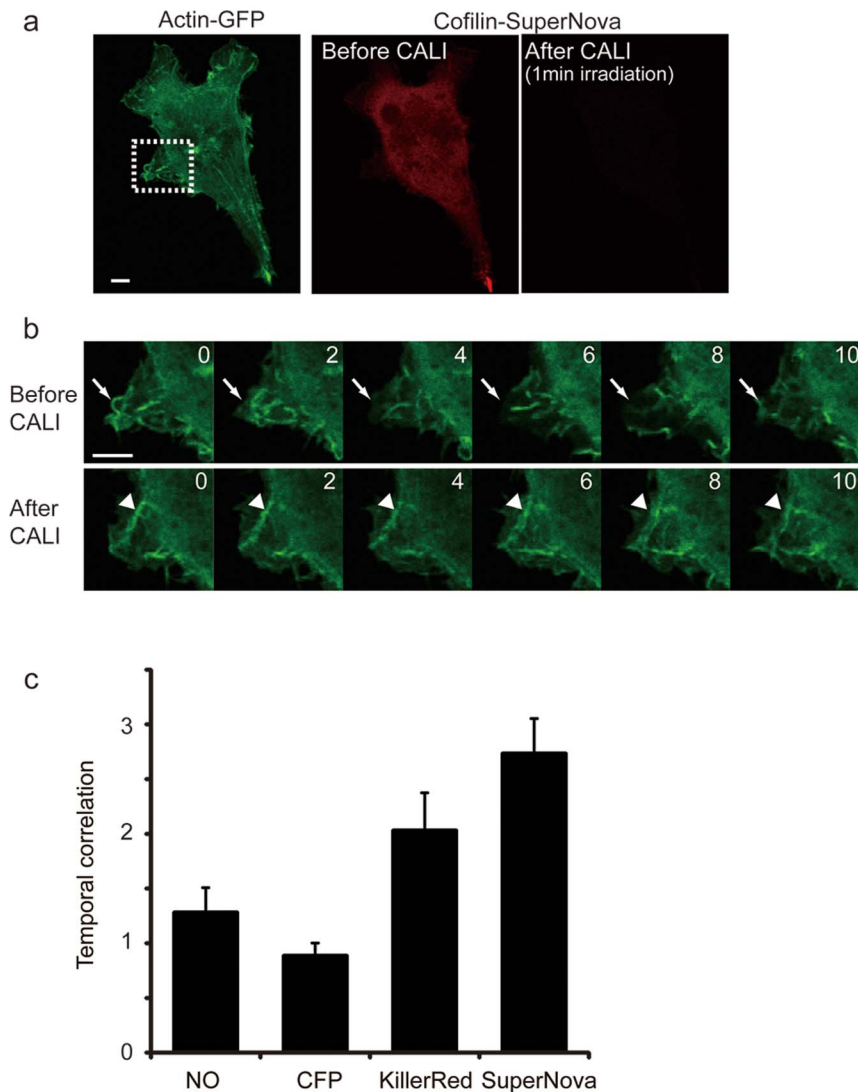 a
Actin-GFP
Cofilin-SuperNova
Before CALI
After CALI
(1min irradiation)
b
Before
CALI
0 2 4 6 8 10
After
CALI
0 2 4 6 8 10
c
Temporal correlation
3
2
1
0
NO CFP KillerRed SuperNova